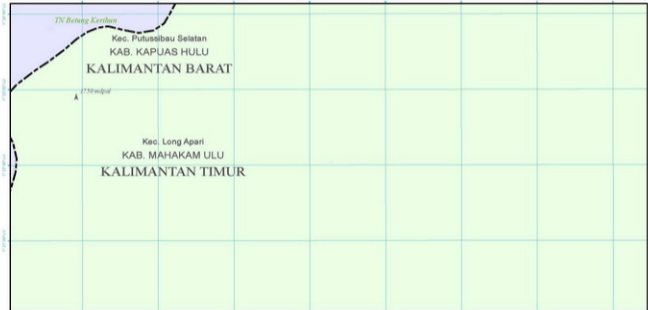 TN Betung Kerihun
Kec. Putussibau Selatan
KAB. KAPUAS HULU
KALIMANTAN BARAT
Kec. Long Apari
KAB. MAHAKAM ULU
KALIMANTAN TIMUR